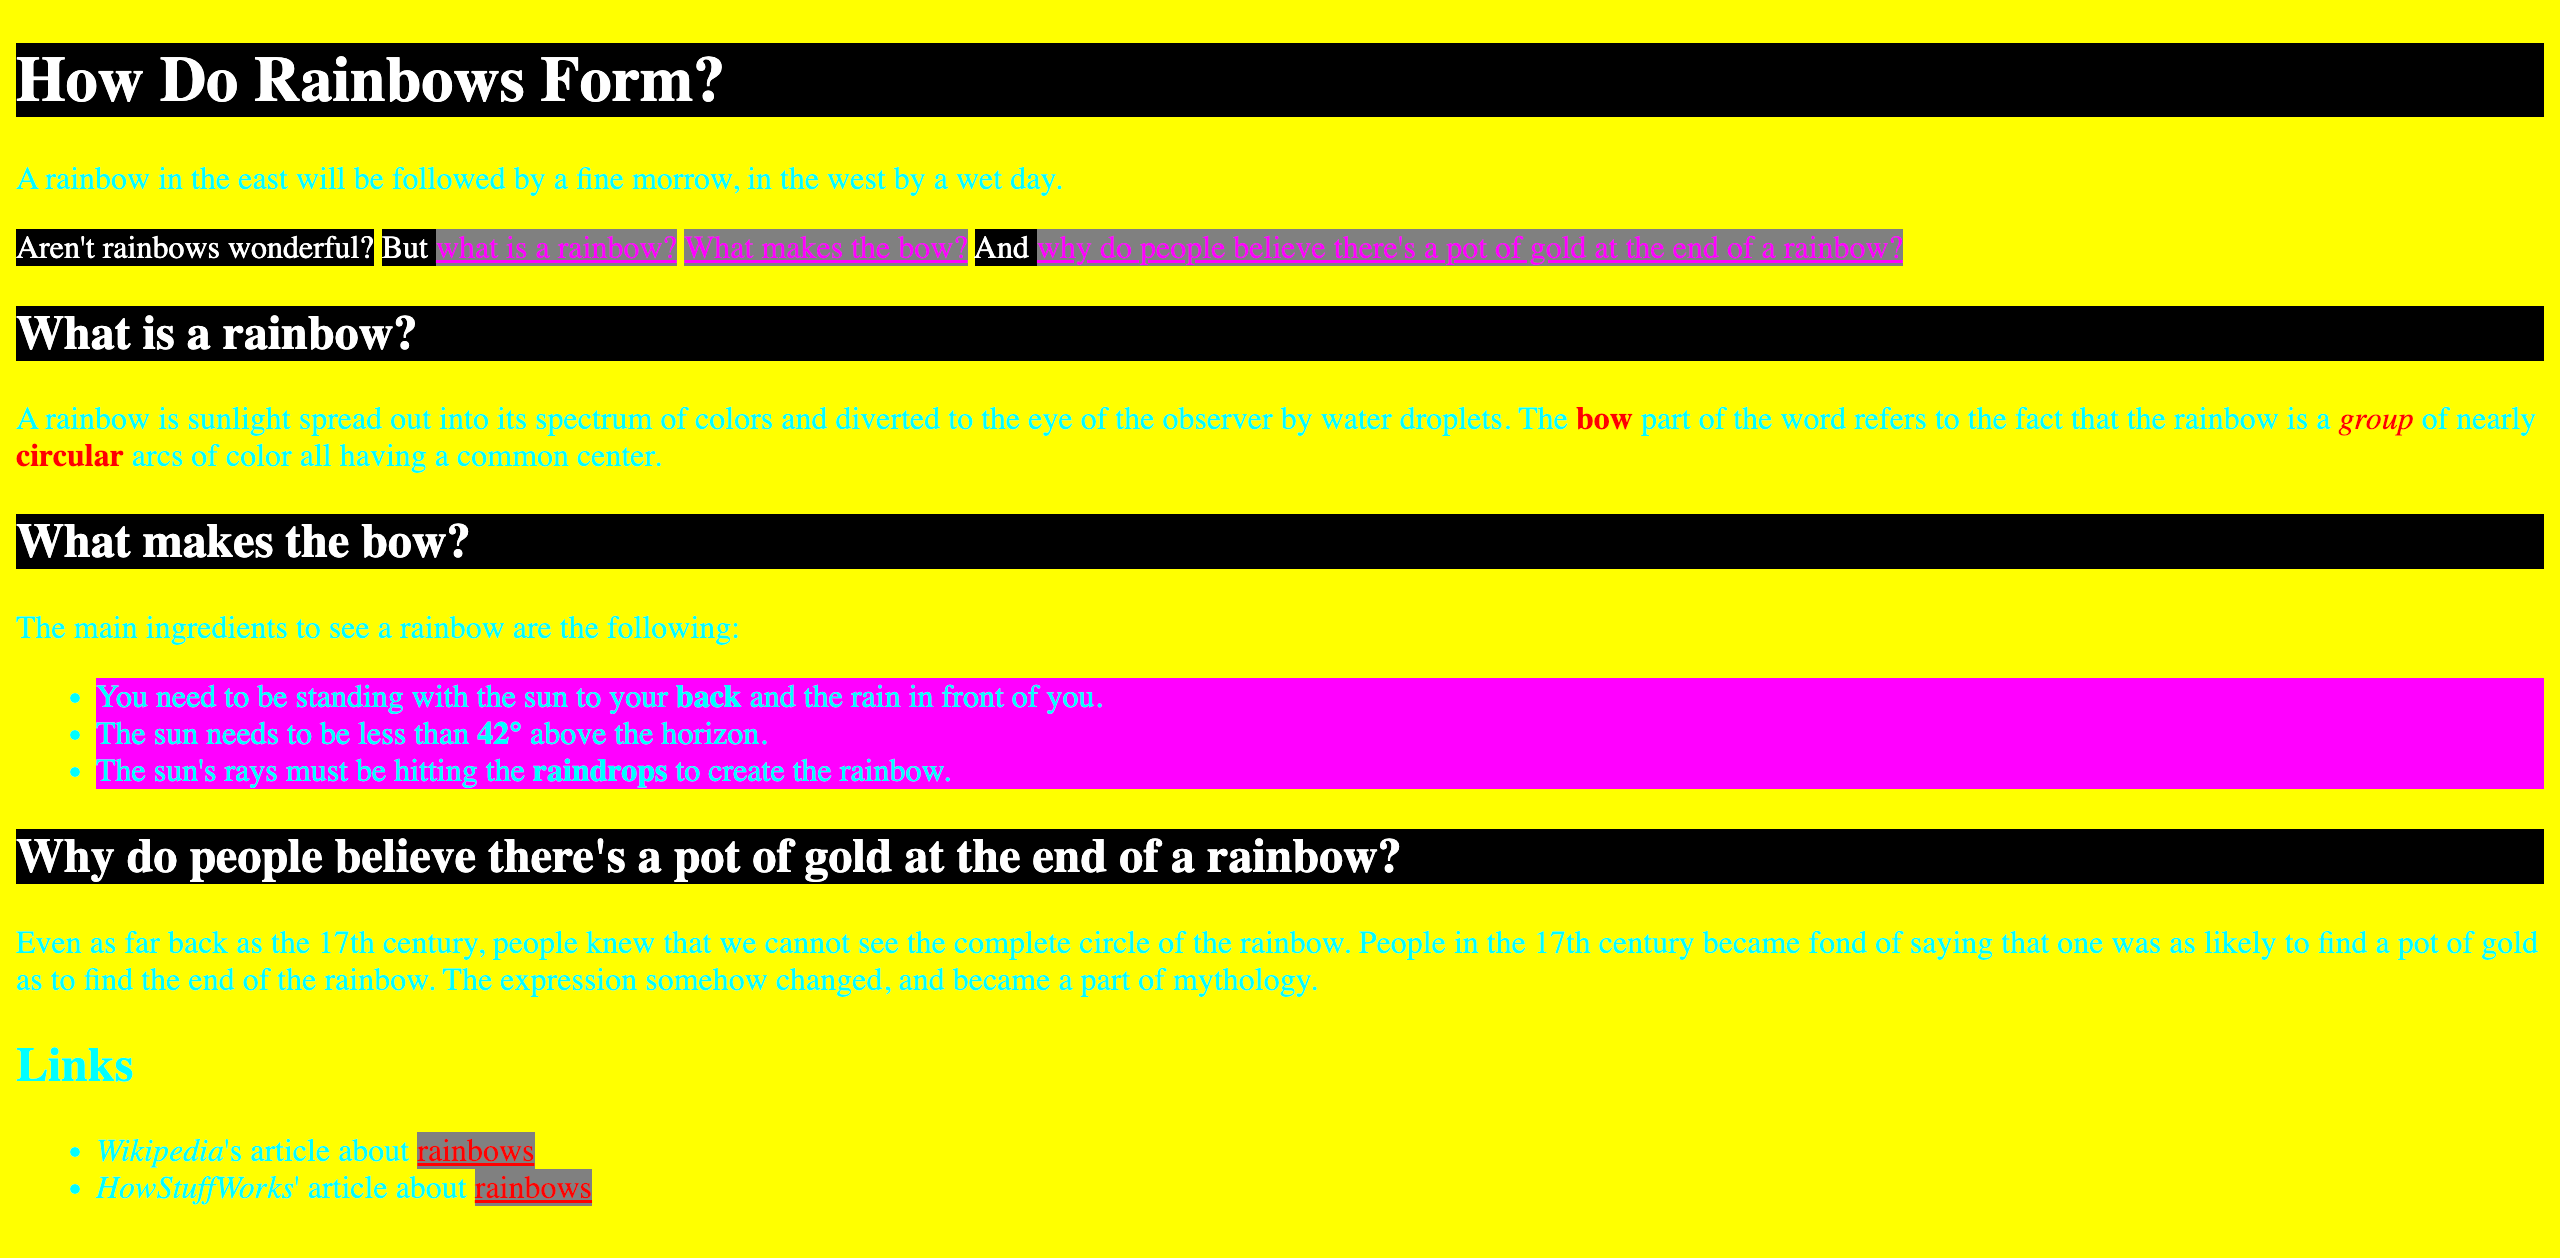 How Do Rainbows Form?
A rainbow in the east will be followed by a fine morrow, in the west by a wet day.
Aren't rainbows wonderful? But what is a rainbow? What makes the bow? And why do people believe there's a pot of gold at the end of a rainbow?
What is a rainbow?
A rainbow is sunlight spread out into its spectrum of colors and diverted to the eye of the observer by water droplets. The bow part of the word refers to the fact that the rainbow is a group of nearly
circular arcs of color all having a common center.
What makes the bow?
The main ingredients to see a rainbow are the following:
• You need to be standing with the sun to your back and the rain in front of you.
• The sun needs to be less than 42° above the horizon.
• The sun's rays must be hitting the raindrops to create the rainbow.
Why do people believe there's a pot of gold at the end of a rainbow?
Even as far back as the 17th century, people knew that we cannot see the complete circle of the rainbow. People in the 17th century became fond of saying that one was as likely to find a pot of gold
as to find the end of the rainbow. The expression somehow changed, and became a part of mythology.
Links
• Wikipedia's article about rainbows
• HowStuffWorks' article about rainbows